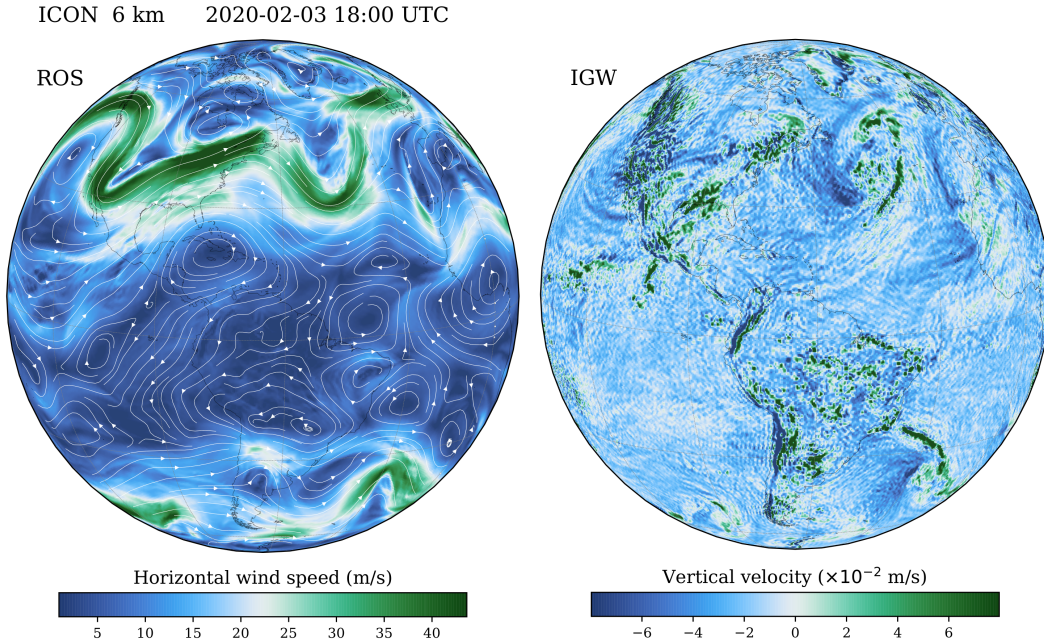 ICON 6 km 2020-02-03 18:00 UTC
ROS
IGW
Horizontal wind speed (m/s)
5 10 15 20 25 30 35 40
Vertical velocity (×10⁻² m/s)
−6 −4 −2 0 2 4 6